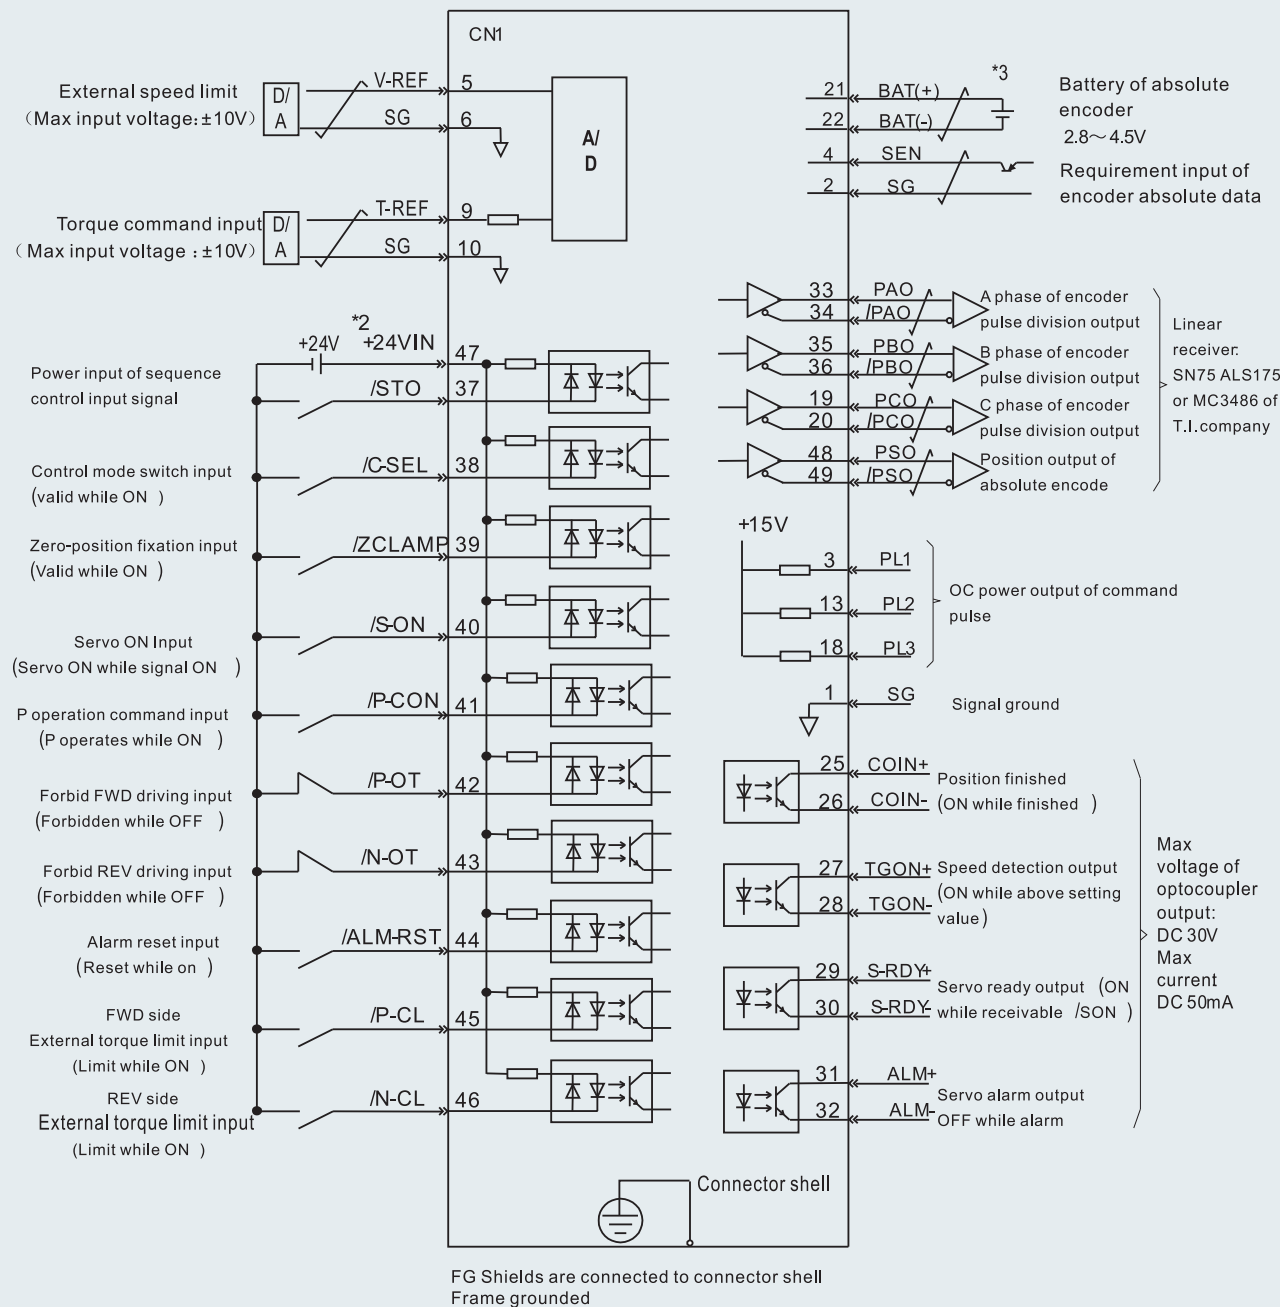 CN1
External speed limit
(Max input voltage:±10V)
D/
A
V-REF
5
SG
6
A/
D
Torque command input
(Max input voltage :±10V)
D/
A
T-REF
9
SG
10
*2
+24V
+24VIN
47
Power input of sequence
control input signal
/STO
37
Control mode switch input
(valid while ON )
/C-SEL
38
Zero-position fixation input
(Valid while ON )
/ZCLAMP
39
Servo ON Input
(Servo ON while signal ON )
/S-ON
40
P operation command input
(P operates while ON )
/P-CON
41
Forbid FWD driving input
(Forbidden while OFF )
/P-OT
42
Forbid REV driving input
(Forbidden while OFF )
/N-OT
43
Alarm reset input
(Reset while on )
/ALM-RST
44
FWD side
External torque limit input
(Limit while ON )
/P-CL
45
REV side
External torque limit input
(Limit while ON )
/N-CL
46
21
BAT(+)
*3
22
BAT(-)
Battery of absolute
encoder
2.8～4.5V
4
SEN
2
SG
Requirement input of
encoder absolute data
33
PAO
34
/PAO
A phase of encoder
pulse division output
35
PBO
36
/PBO
B phase of encoder
pulse division output
19
PCO
20
/PCO
C phase of encoder
pulse division output
48
PSO
49
/PSO
Position output of
absolute encode
Linear
receiver:
SN75 ALS175
or MC3486 of
T.I.company
+15V
3
PL1
13
PL2
18
PL3
OC power output of command
pulse
1
SG
Signal ground
25
COIN+
26
COIN-
Position finished
(ON while finished )
27
TGON+
28
TGON-
Speed detection output
(ON while above setting
value)
29
S-RDY+
30
S-RDY-
Servo ready output (ON
while receivable /SON )
31
ALM+
32
ALM-
Servo alarm output
OFF while alarm
Max
voltage of
optocoupler
output:
DC 30V
Max
current
DC 50mA
Connector shell
FG Shields are connected to connector shell
Frame grounded